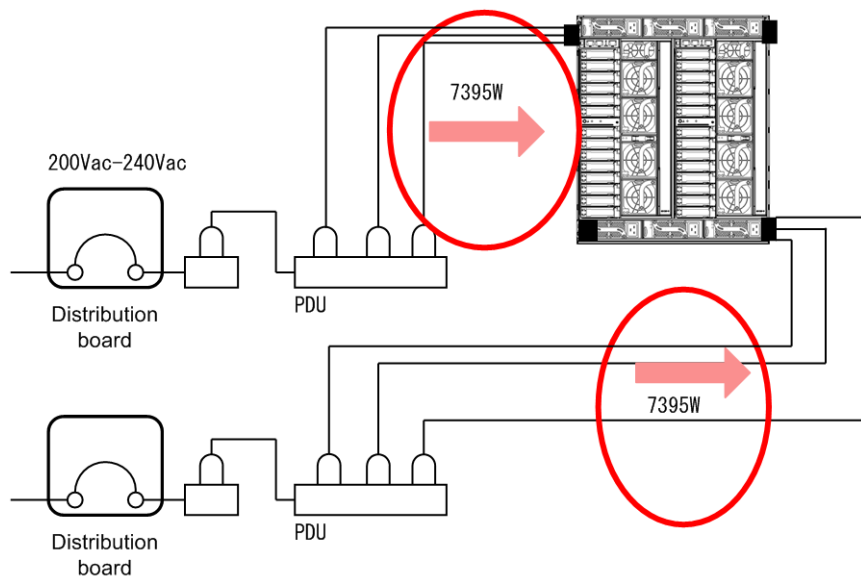 7395W
200Vac-240Vac
Distribution
board
PDU
7395W
Distribution
board
PDU